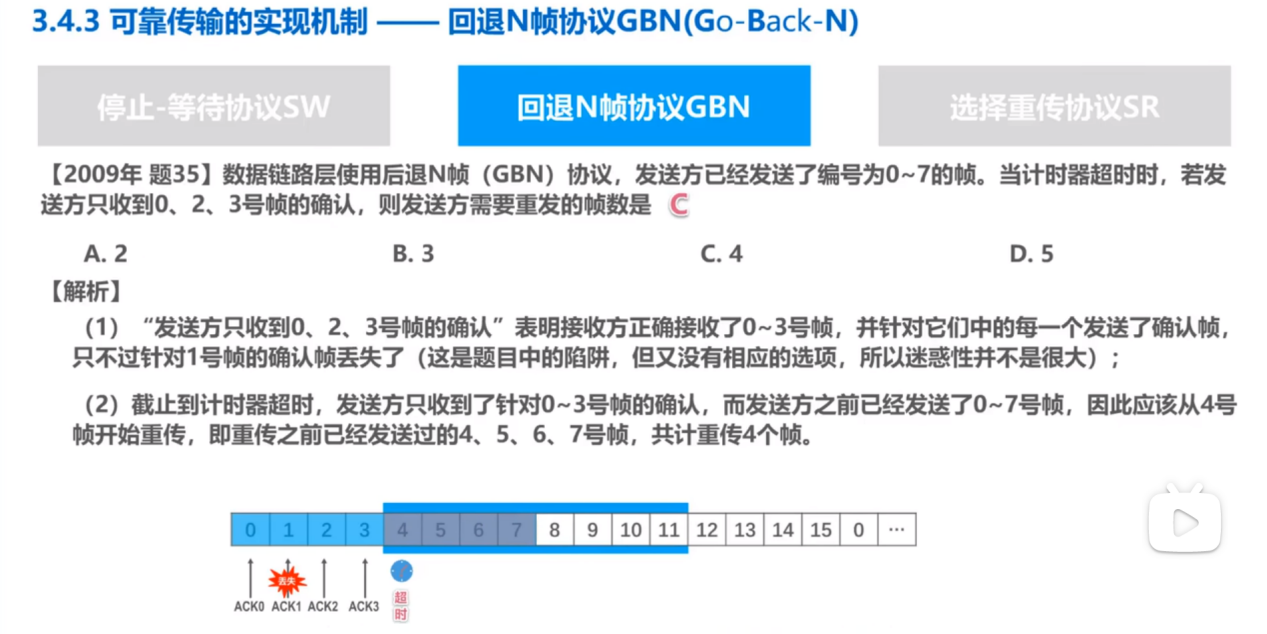 3.4.3 可靠传输的实现机制 —— 回退N帧协议GBN(Go-Back-N)
停止-等待协议SW
回退N帧协议GBN
选择重传协议SR
【2009年 题35】数据链路层使用后退N帧（GBN）协议，发送方已经发送了编号为0~7的帧。当计时器超时时，若发
送方只收到0、2、3号帧的确认，则发送方需要重发的帧数是 C
A. 2 B. 3 C. 4 D. 5
【解析】
（1）“发送方只收到0、2、3号帧的确认”表明接收方正确接收了0~3号帧，并针对它们中的每一个发送了确认帧，
只不过针对1号帧的确认帧丢失了（这是题目中的陷阱，但又没有相应的选项，所以迷惑性并不是很大）；
（2）截止到计时器超时，发送方只收到了针对0~3号帧的确认，而发送方之前已经发送了0~7号帧，因此应该从4号
帧开始重传，即重传之前已经发送过的4、5、6、7号帧，共计重传4个帧。
0 1 2 3 4 5 6 7 8 9 10 11 12 13 14 15 0 …
丢失
ACK0 ACK1 ACK2 ACK3
超
时